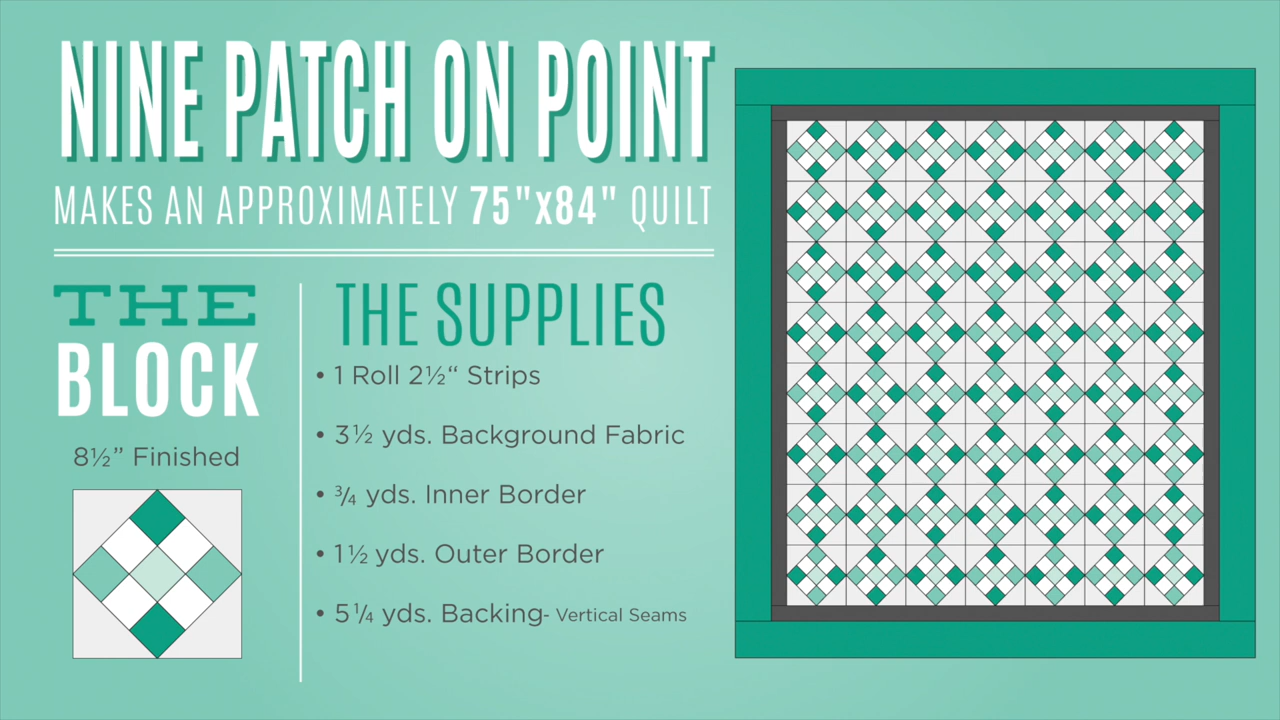 NINE PATCH ON POINT
MAKES AN APPROXIMATELY 75"x84" QUILT
THE
BLOCK
8½” Finished
THE SUPPLIES
• 1 Roll 2½“ Strips
• 3½ yds. Background Fabric
• ¾ yds. Inner Border
• 1½ yds. Outer Border
• 5¼ yds. Backing- Vertical Seams